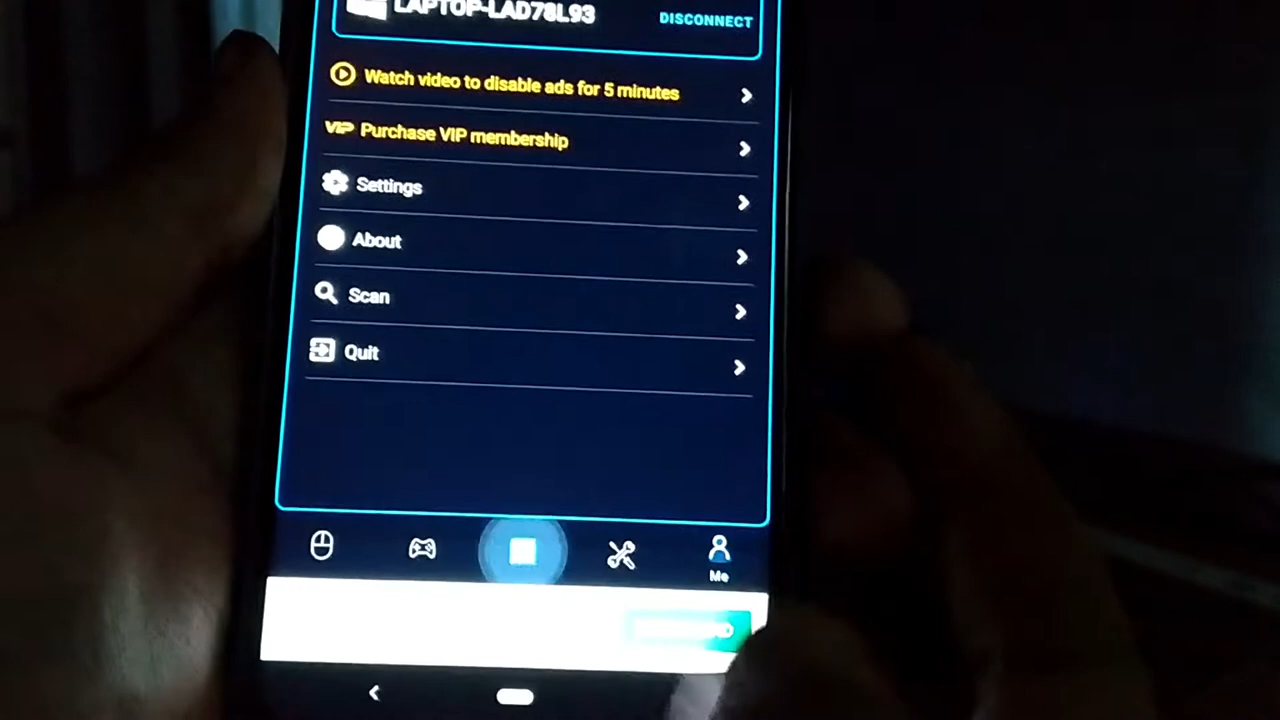 LAPTOP-LAD78L93 DISCONNECT
Watch video to disable ads for 5 minutes
VIP Purchase VIP membership
Settings
About
Scan
Quit
Me